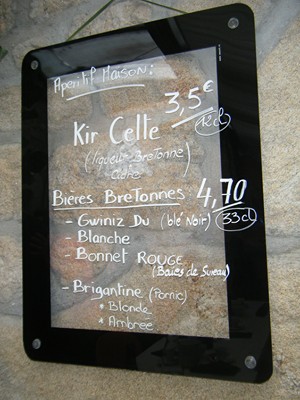 Aperitif Maison:
3,5€
Kir Celte 12cl
(liqueur BreTonne)
Cidre
Bières BreTonnes: 4,70
- Gwiniz Du (blé Noir) 33cl
- Blanche
- Bonnet ROUGE
(Baies de Sureau)
- Brigantine (Pornic)
* Blonde
* Ambrée